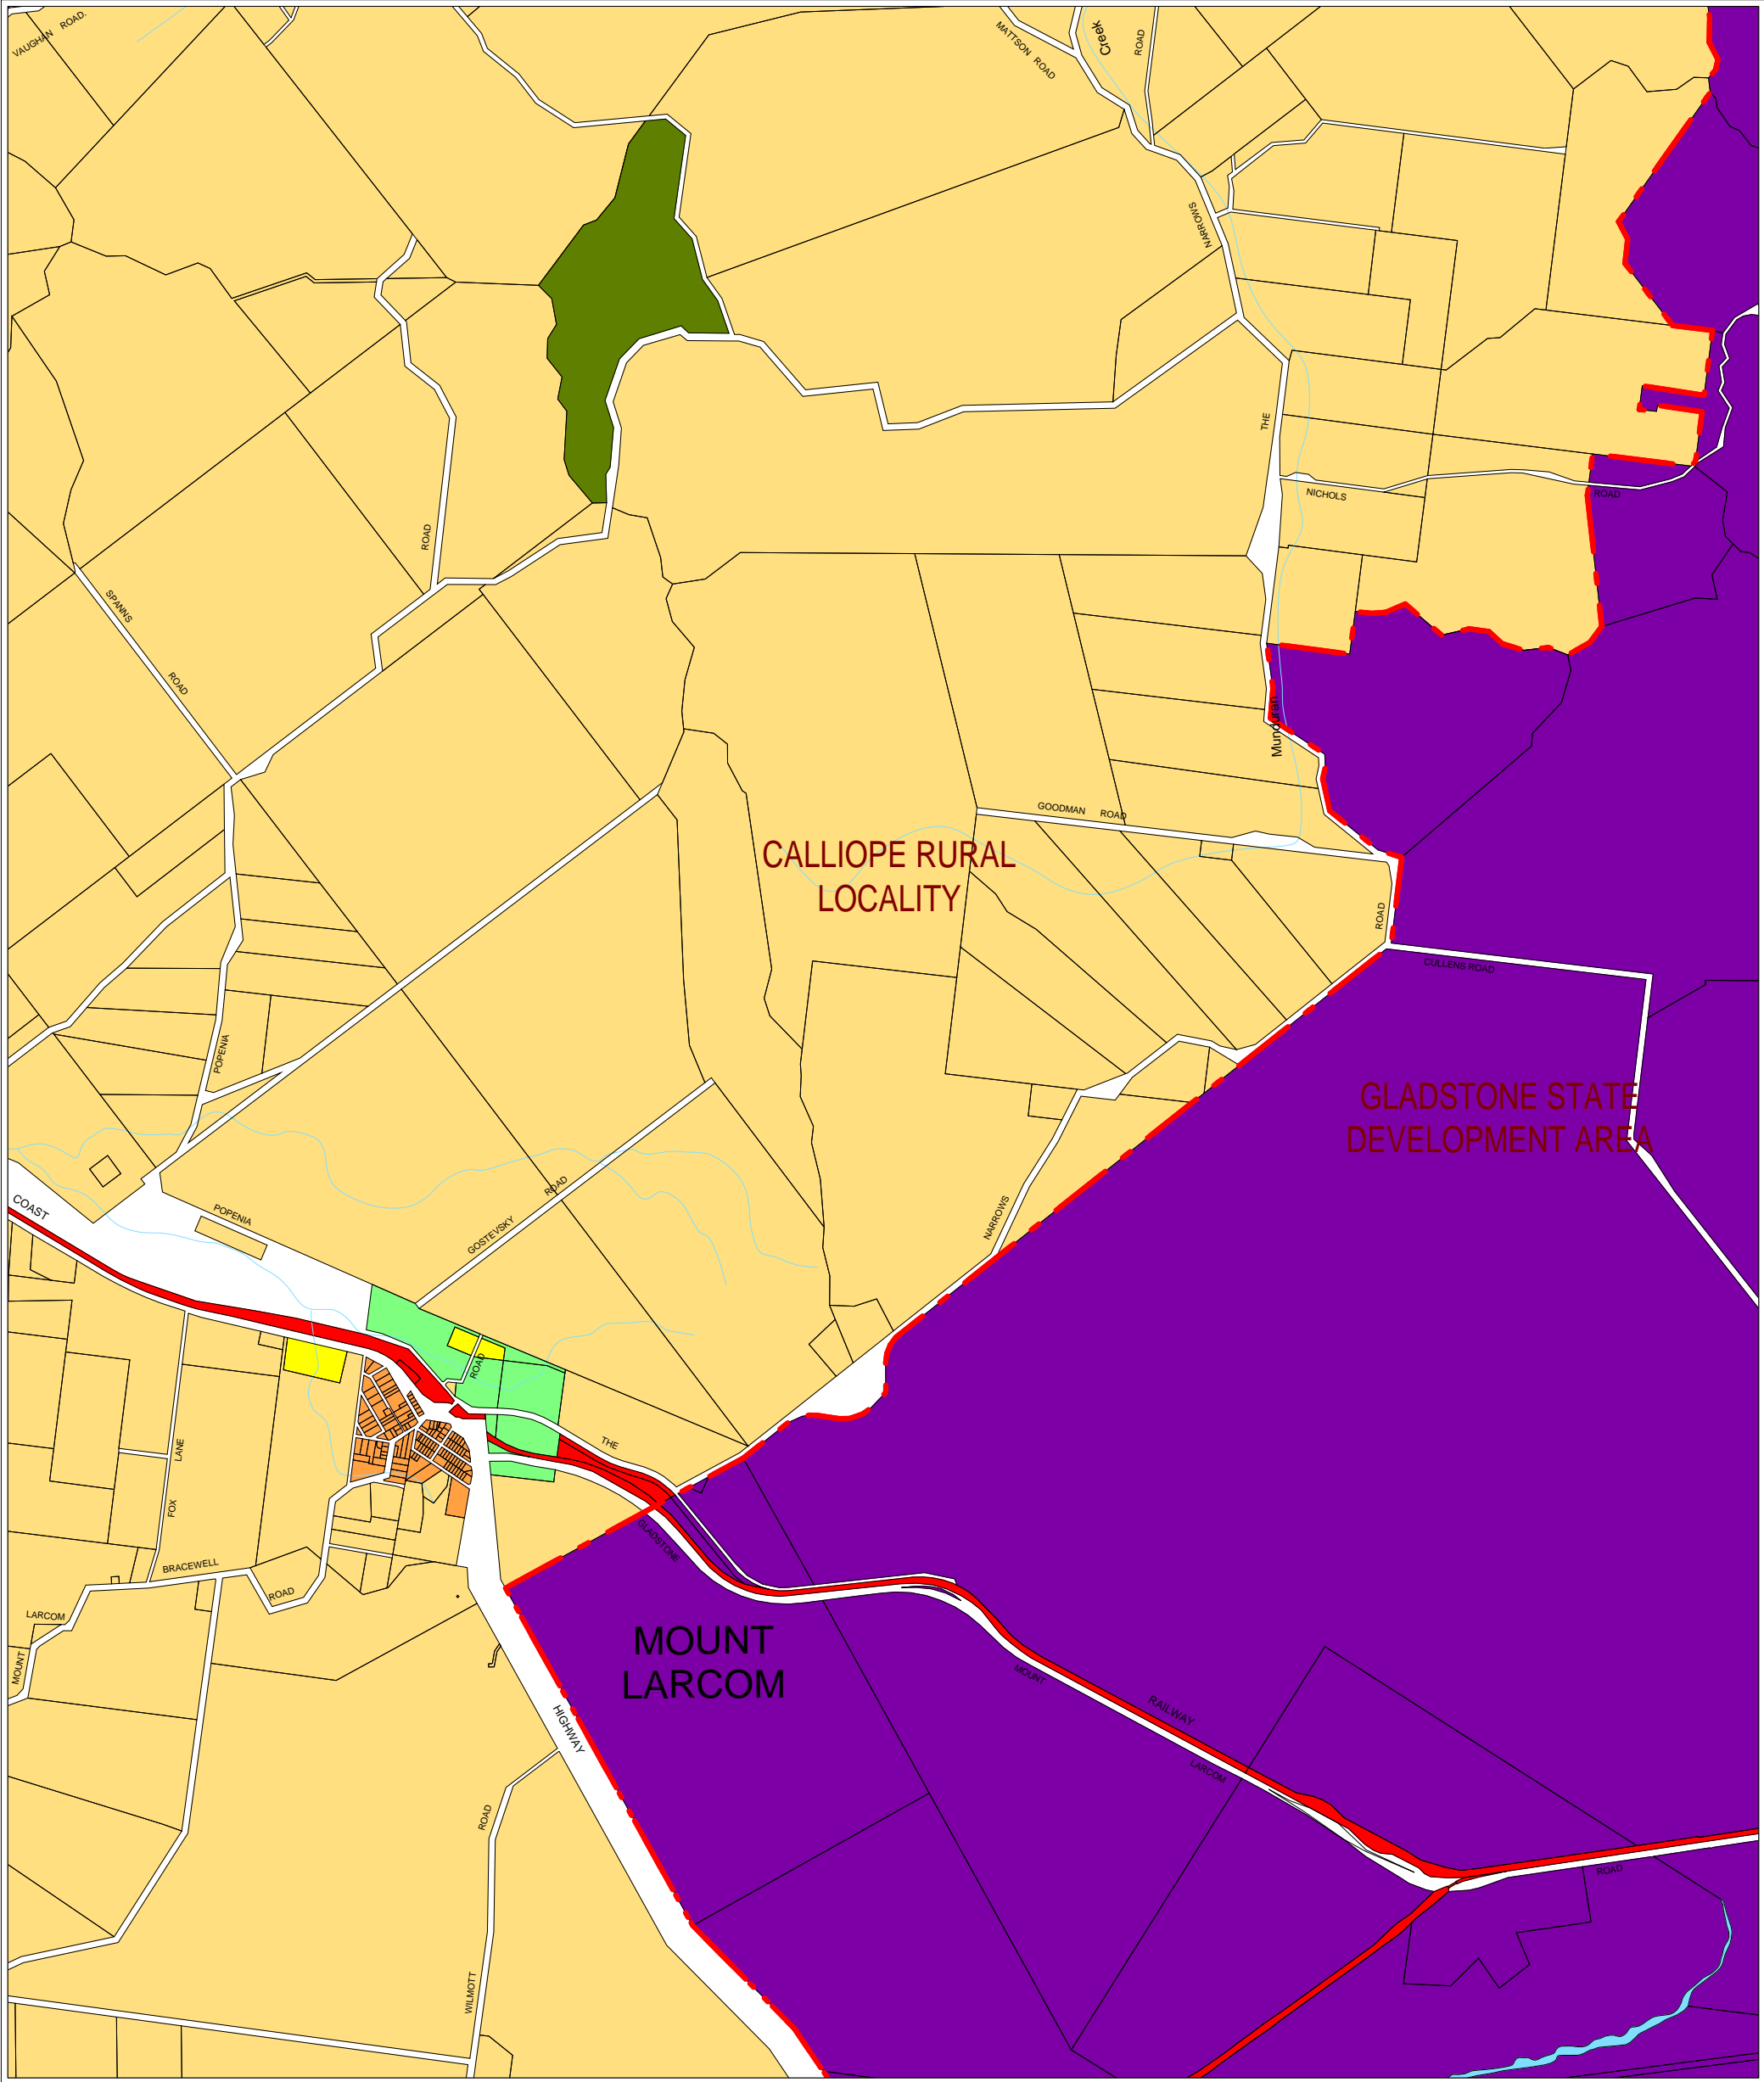 VAUGHAN ROAD.
MATTSON ROAD
Creek
ROAD
NARROWS
THE
NICHOLS
ROAD
ROAD
SPANNS
ROAD
Munduran
GOODMAN ROAD
CALLIOPE RURAL
LOCALITY
ROAD
CULLENS ROAD
POPENIA
GLADSTONE STATE
DEVELOPMENT AREA
COAST
POPENIA
GOSTEVSKY
ROAD
NARROWS
ROAD
THE
LANE
FOX
GLADSTONE
BRACEWELL
ROAD
LARCOM
MOUNT
MOUNT
LARCOM
MOUNT
HIGHWAY
RAILWAY
LARCOM
ROAD
ROAD
WILMOTT